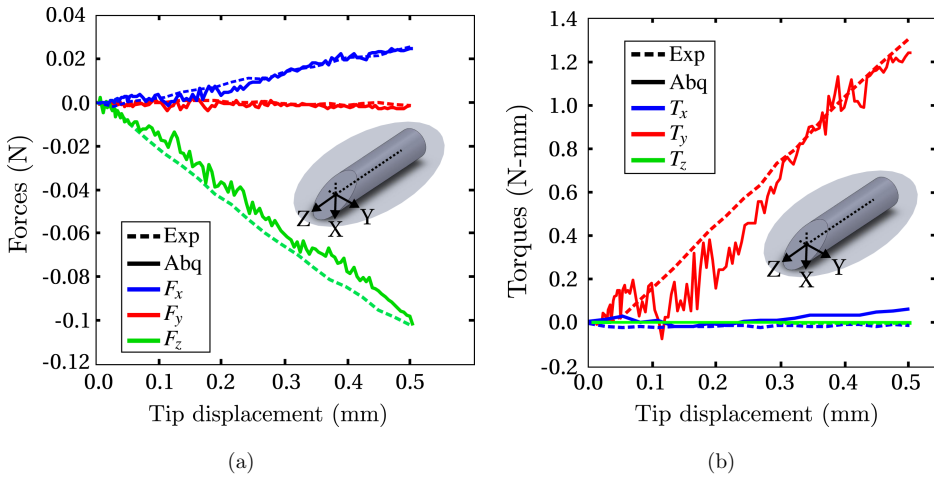 0.04
0.02
0.0
-0.02
-0.04
-0.06
-0.08
-0.1
-0.12
Forces (N)
Exp
Abq
F_x
F_y
F_z
Z
X
Y
0.0 0.1 0.2 0.3 0.4 0.5
Tip displacement (mm)
(a)
1.4
1.2
1.0
0.8
0.6
0.4
0.2
0.0
-0.2
Torques (N-mm)
Exp
Abq
T_x
T_y
T_z
Z
X
Y
0.0 0.1 0.2 0.3 0.4 0.5
Tip displacement (mm)
(b)